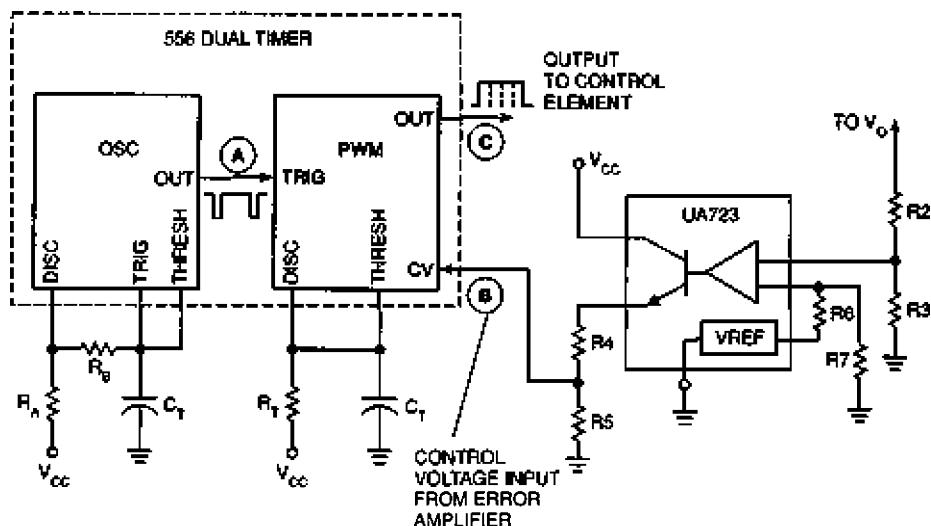 556 DUAL TIMER
OSC
OUT
DISC
TRIG
THRESH
A
PWM
TRIG
OUT
DISC
THRESH
CV
C
OUTPUT
TO CONTROL
ELEMENT
B
TO VO
VCC
UA723
VREF
R2
R3
R4
R5
R6
R7
RB
RA
CT
VCC
RT
CT
VCC
CONTROL
VOLTAGE INPUT
FROM ERROR
AMPLIFIER